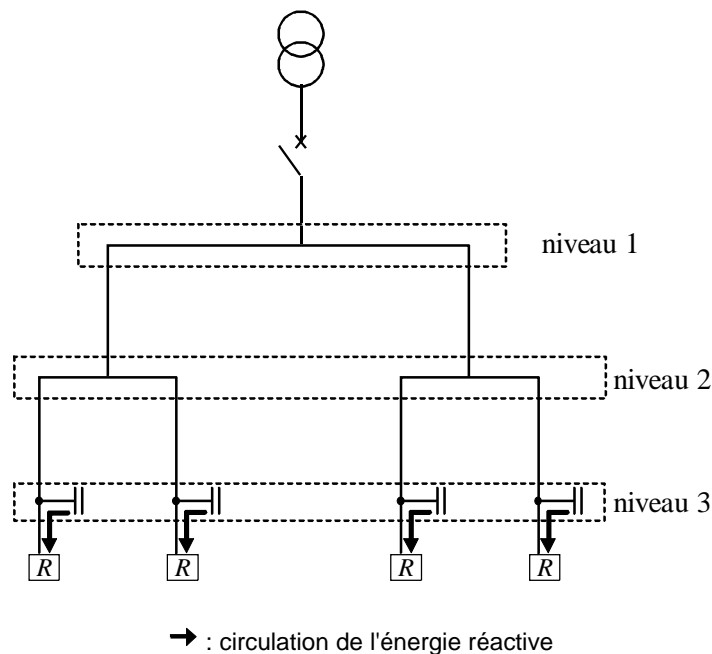 niveau 1
niveau 2
niveau 3
R R R R
: circulation de l'énergie réactive